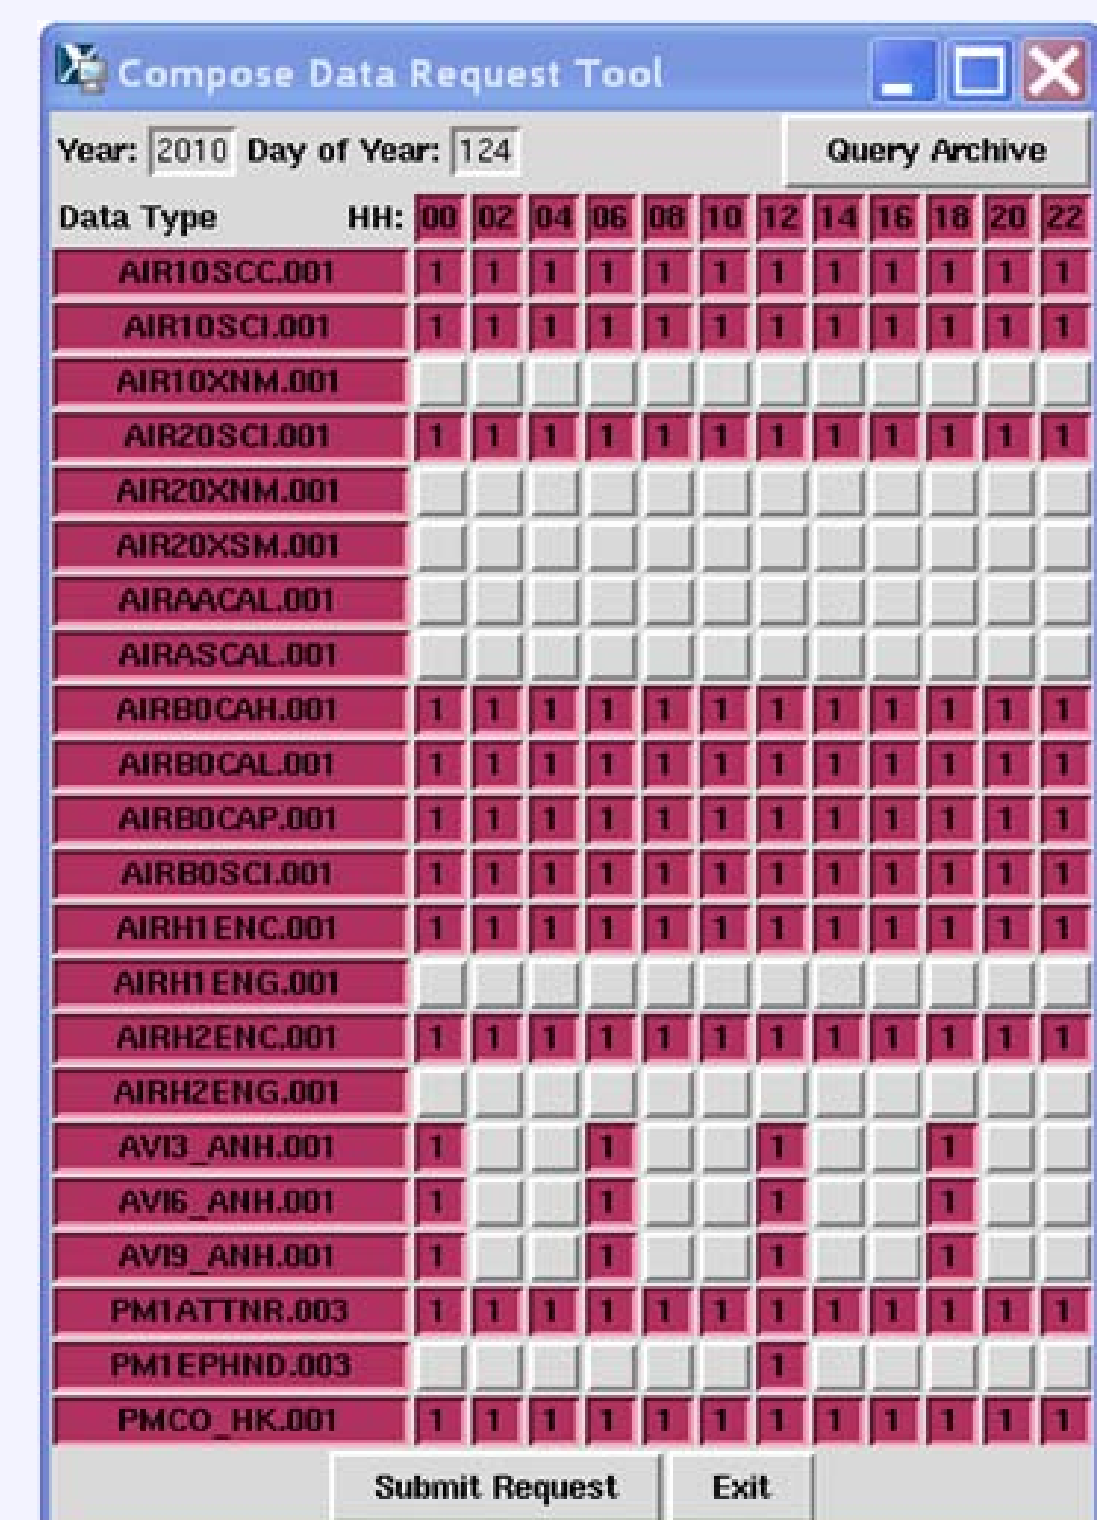 Compose Data Request Tool
Year: 2010 Day of Year: 124 Query Archive
Data Type HH: 00 02 04 06 08 10 12 14 16 18 20 22
AIR10SCC.001 1 1 1 1 1 1 1 1 1 1 1 1
AIR10SCI.001 1 1 1 1 1 1 1 1 1 1 1 1
AIR10XNM.001
AIR20SCI.001 1 1 1 1 1 1 1 1 1 1 1 1
AIR20XNM.001
AIR20XSM.001
AIRAACAL.001
AIRASCAL.001
AIRB0CAH.001 1 1 1 1 1 1 1 1 1 1 1 1
AIRB0CAL.001 1 1 1 1 1 1 1 1 1 1 1 1
AIRB0CAP.001 1 1 1 1 1 1 1 1 1 1 1 1
AIRB0SCI.001 1 1 1 1 1 1 1 1 1 1 1 1
AIRH1ENC.001 1 1 1 1 1 1 1 1 1 1 1 1
AIRH1ENG.001
AIRH2ENC.001 1 1 1 1 1 1 1 1 1 1 1 1
AIRH2ENG.001
AVI3_ANH.001 1 1 1 1
AVI6_ANH.001 1 1 1 1
AVI9_ANH.001 1 1 1 1
PM1ATTNR.003 1 1 1 1 1 1 1 1 1 1 1 1
PM1EPHND.003 1
PMCO_HK.001 1 1 1 1 1 1 1 1 1 1 1 1
Submit Request Exit